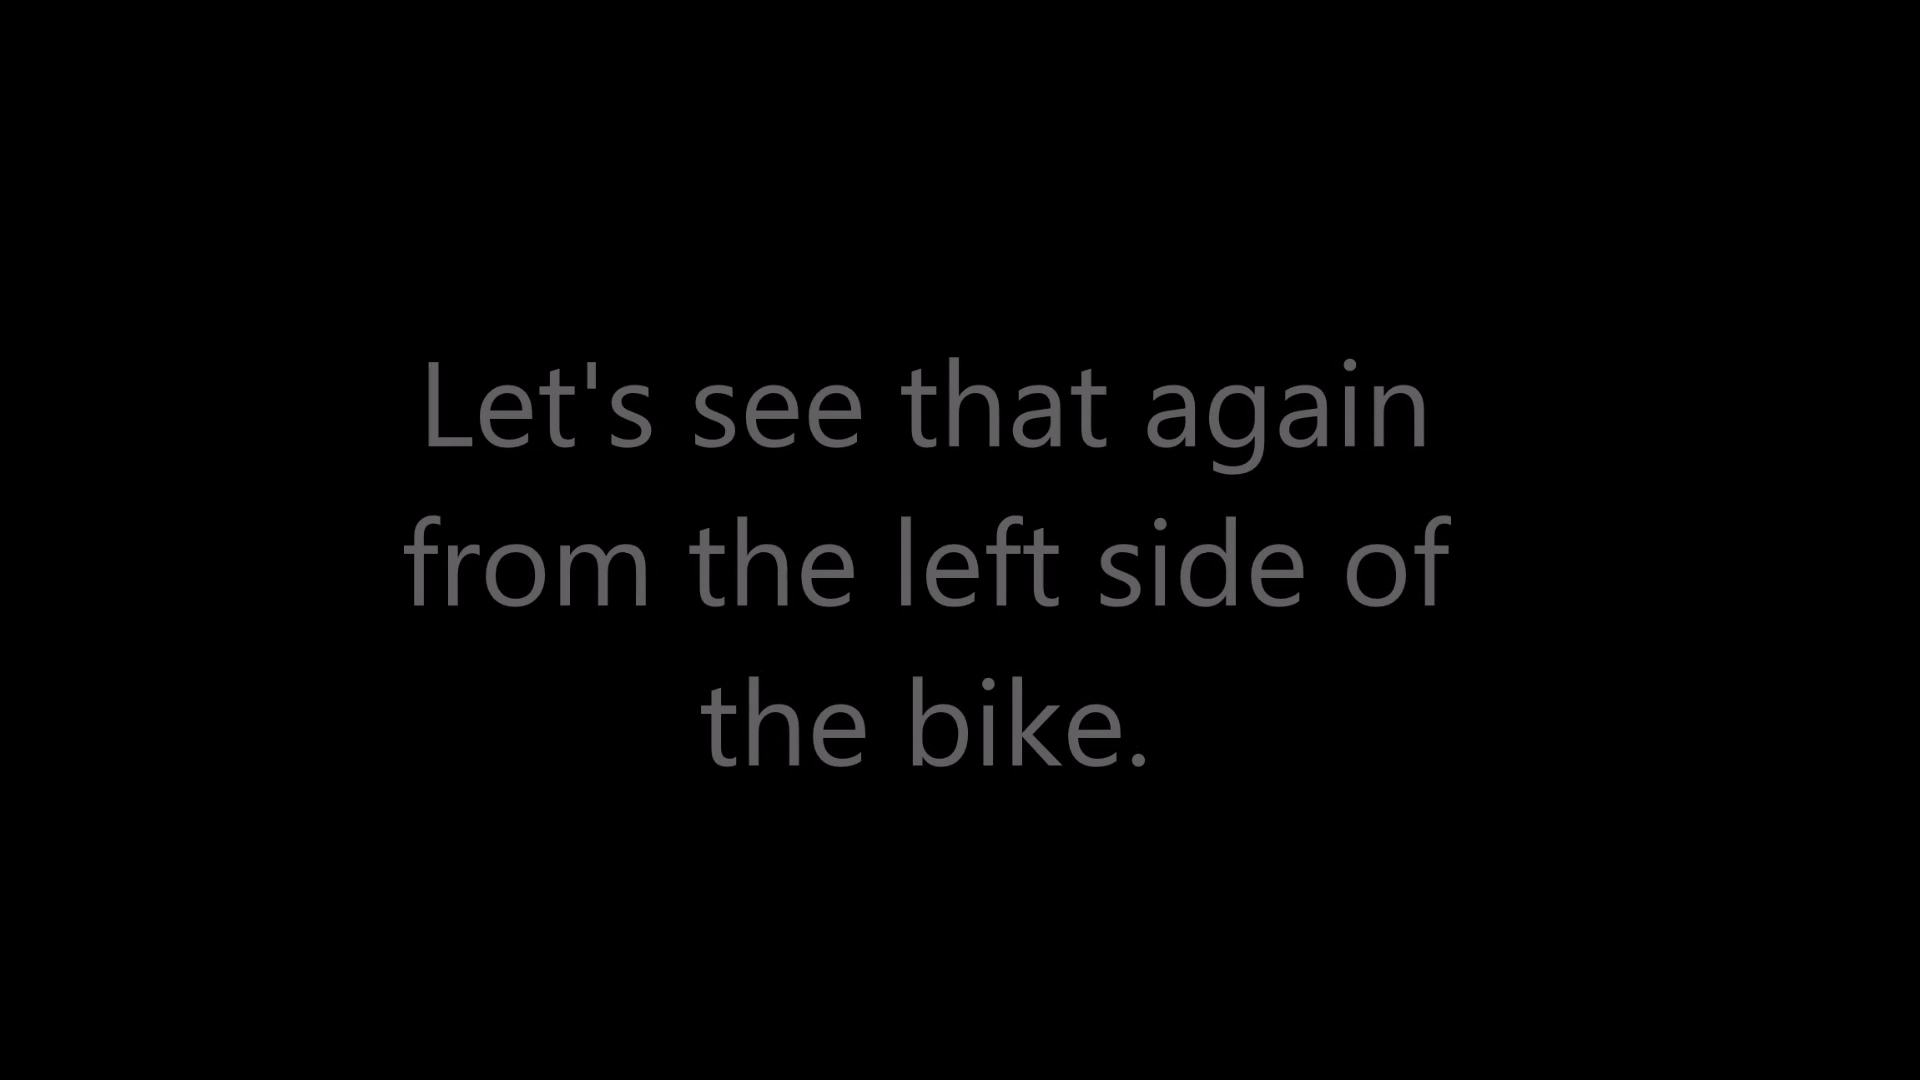 Let's see that again
from the left side of
the bike.